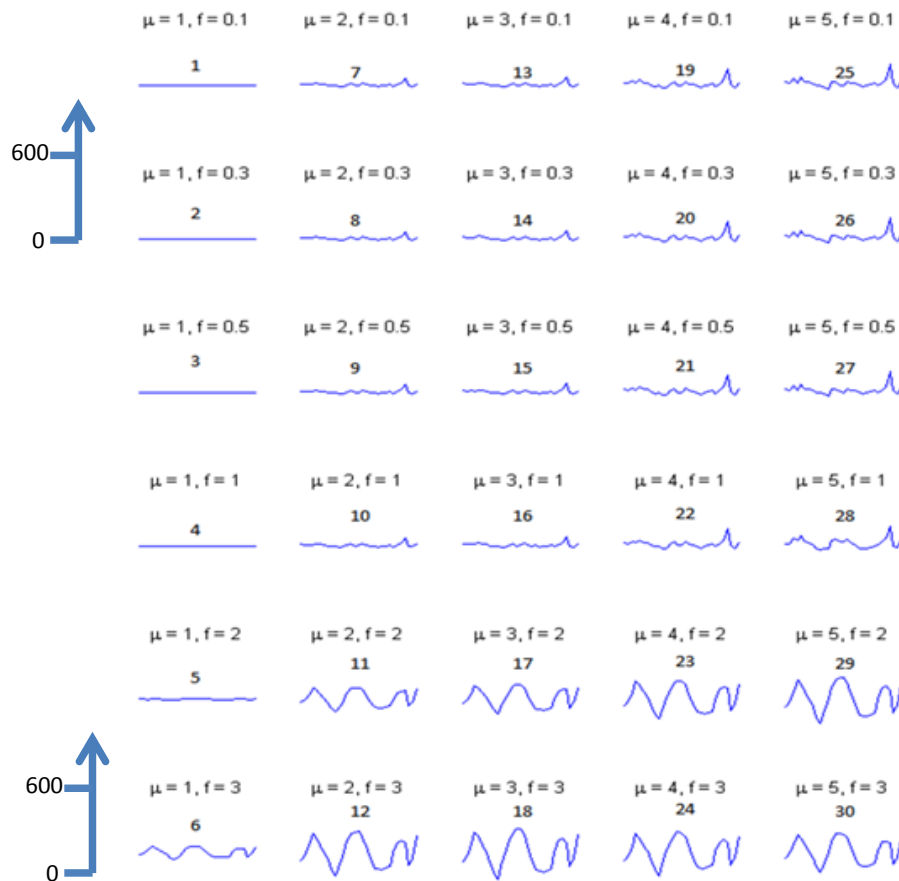 μ = 1, f = 0.1 μ = 2, f = 0.1 μ = 3, f = 0.1 μ = 4, f = 0.1 μ = 5, f = 0.1
1 7 13 19 25
600
0
μ = 1, f = 0.3 μ = 2, f = 0.3 μ = 3, f = 0.3 μ = 4, f = 0.3 μ = 5, f = 0.3
2 8 14 20 26
μ = 1, f = 0.5 μ = 2, f = 0.5 μ = 3, f = 0.5 μ = 4, f = 0.5 μ = 5, f = 0.5
3 9 15 21 27
μ = 1, f = 1 μ = 2, f = 1 μ = 3, f = 1 μ = 4, f = 1 μ = 5, f = 1
4 10 16 22 28
μ = 1, f = 2 μ = 2, f = 2 μ = 3, f = 2 μ = 4, f = 2 μ = 5, f = 2
5 11 17 23 29
600
0
μ = 1, f = 3 μ = 2, f = 3 μ = 3, f = 3 μ = 4, f = 3 μ = 5, f = 3
6 12 18 24 30